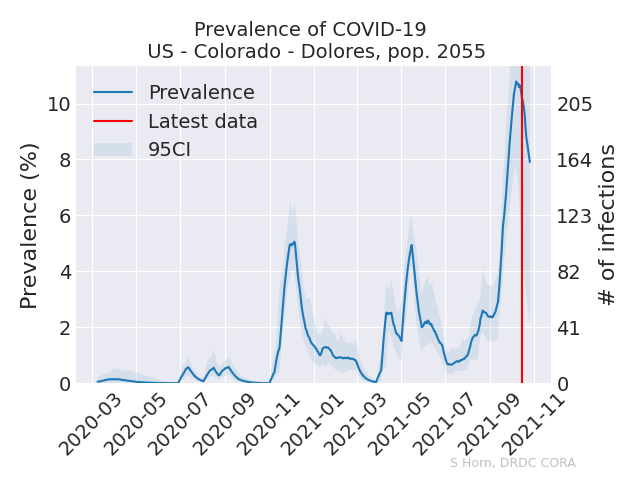 Prevalence of COVID-19
US - Colorado - Dolores, pop. 2055
Prevalence
Latest data
95CI
Prevalence (%)
10
8
6
4
2
0
205
164
123
82
41
0
# of infections
2020-03
2020-05
2020-07
2020-09
2020-11
2021-01
2021-03
2021-05
2021-07
2021-09
2021-11
S Horn, DRDC CORA